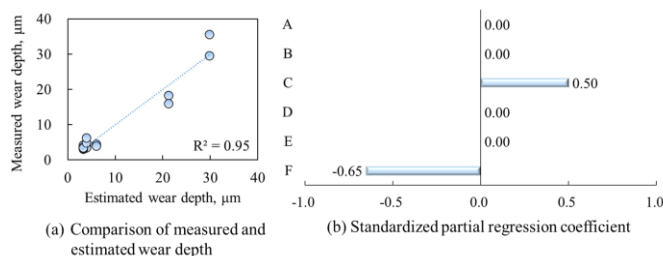 Measured wear depth, μm
40
30
20
10
0
R² = 0.95
0 10 20 30 40
Estimated wear depth, μm
(a) Comparison of measured and
estimated wear depth
A 0.00
B 0.00
C 0.50
D 0.00
E 0.00
F -0.65
-1.0 -0.5 0.0 0.5 1.0
(b) Standardized partial regression coefficient